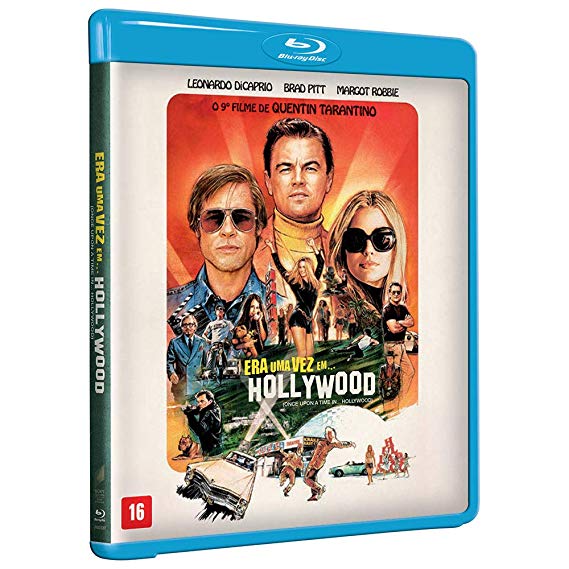 Blu-ray Disc
LEONARDO DiCAPRIO BRAD PITT MARGOT ROBBIE
O 9º FILME DE QUENTIN TARANTINO
ERA UMA VEZ EM...
HOLLYWOOD
(ONCE UPON A TIME IN... HOLLYWOOD)
16
ERA UMA VEZ EM... HOLLYWOOD
(ONCE UPON A TIME IN... HOLLYWOOD)